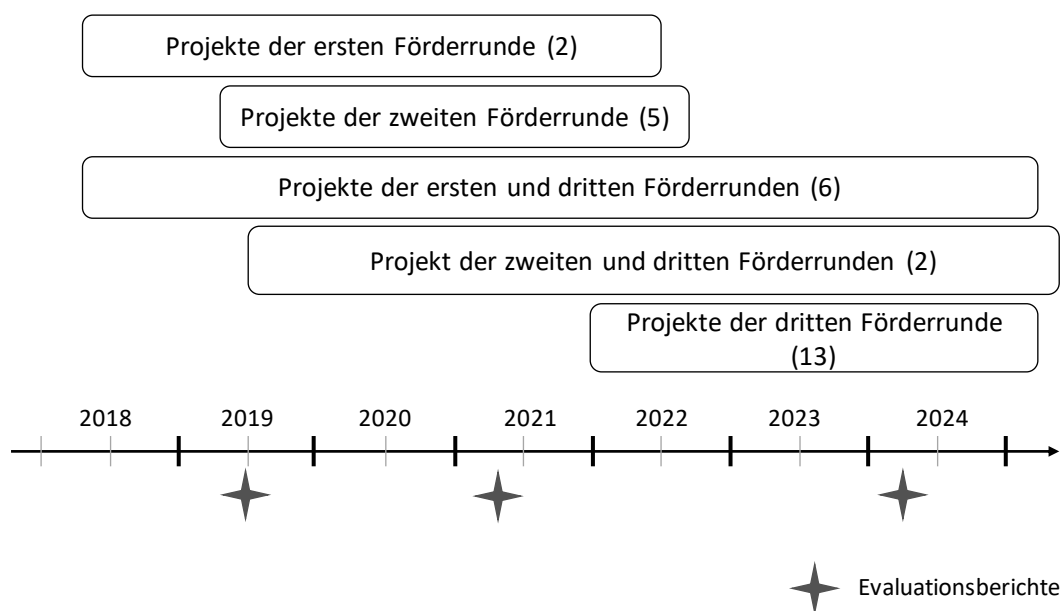 Projekte der ersten Förderrunde (2)
Projekte der zweiten Förderrunde (5)
Projekte der ersten und dritten Förderrunden (6)
Projekt der zweiten und dritten Förderrunden (2)
Projekte der dritten Förderrunde
(13)
2018 2019 2020 2021 2022 2023 2024
Evaluationsberichte